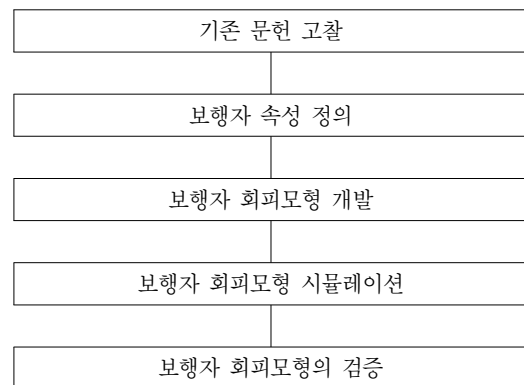 기존 문헌 고찰
보행자 속성 정의
보행자 회피모형 개발
보행자 회피모형 시뮬레이션
보행자 회피모형의 검증